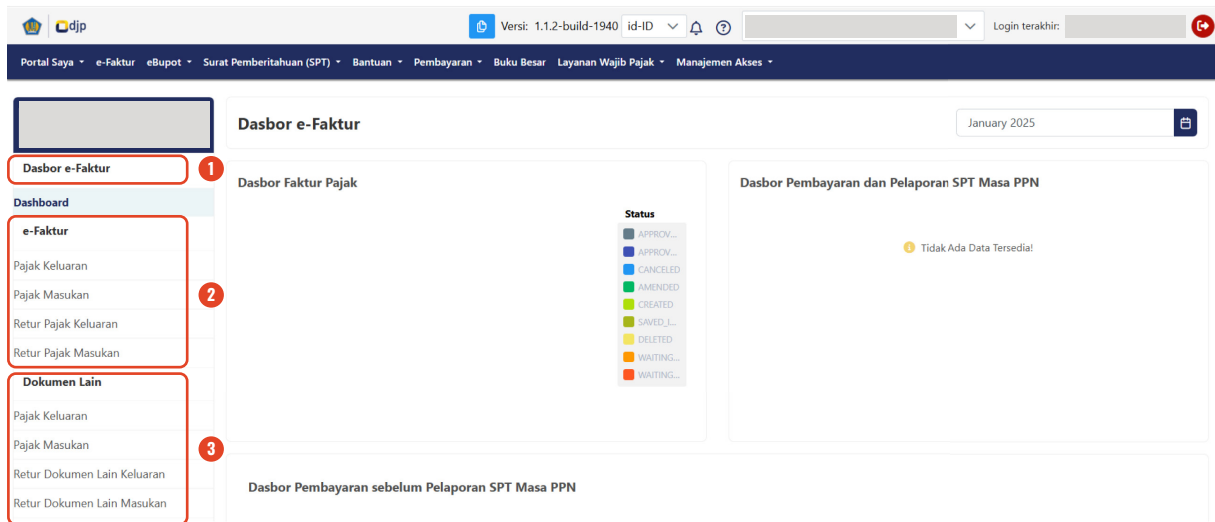 djp
Versi: 1.1.2-build-1940 id-ID
Login terakhir:
Portal Saya e-Faktur eBupot Surat Pemberitahuan (SPT) Bantuan Pembayaran Buku Besar Layanan Wajib Pajak Manajemen Akses
Dasbor e-Faktur
January 2025
Dasbor e-Faktur
1
Dashboard
e-Faktur
Pajak Keluaran
Pajak Masukan
2
Retur Pajak Keluaran
Retur Pajak Masukan
Dokumen Lain
Pajak Keluaran
Pajak Masukan
3
Retur Dokumen Lain Keluaran
Retur Dokumen Lain Masukan
Dasbor Faktur Pajak
Status
APPROV...
APPROV...
CANCELED
AMENDED
CREATED
SAVED_I...
DELETED
WAITING...
WAITING...
Dasbor Pembayaran dan Pelaporan SPT Masa PPN
Tidak Ada Data Tersedia!
Dasbor Pembayaran sebelum Pelaporan SPT Masa PPN